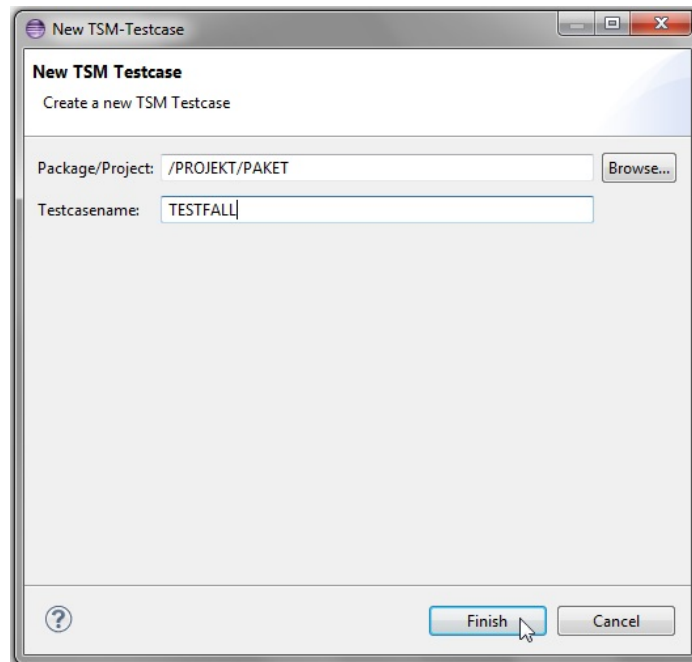 New TSM-Testcase
New TSM Testcase
Create a new TSM Testcase
Package/Project: /PROJEKT/PAKET Browse...
Testcasename: TESTFALL
? Finish Cancel